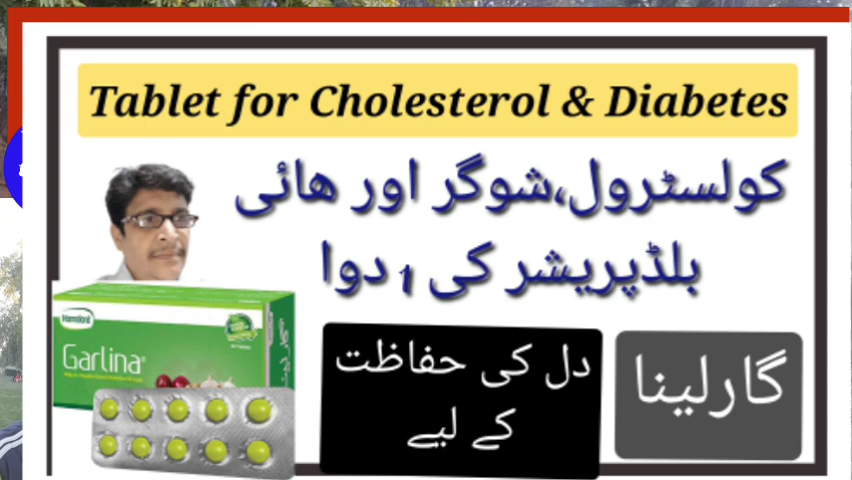 Tablet for Cholesterol & Diabetes
کولسٹرول،شوگر اور ھائی
بلڈپریشر کی 1 دوا
Hamdard
Garlina
دل کی حفاظت
کے لیے
گارلینا